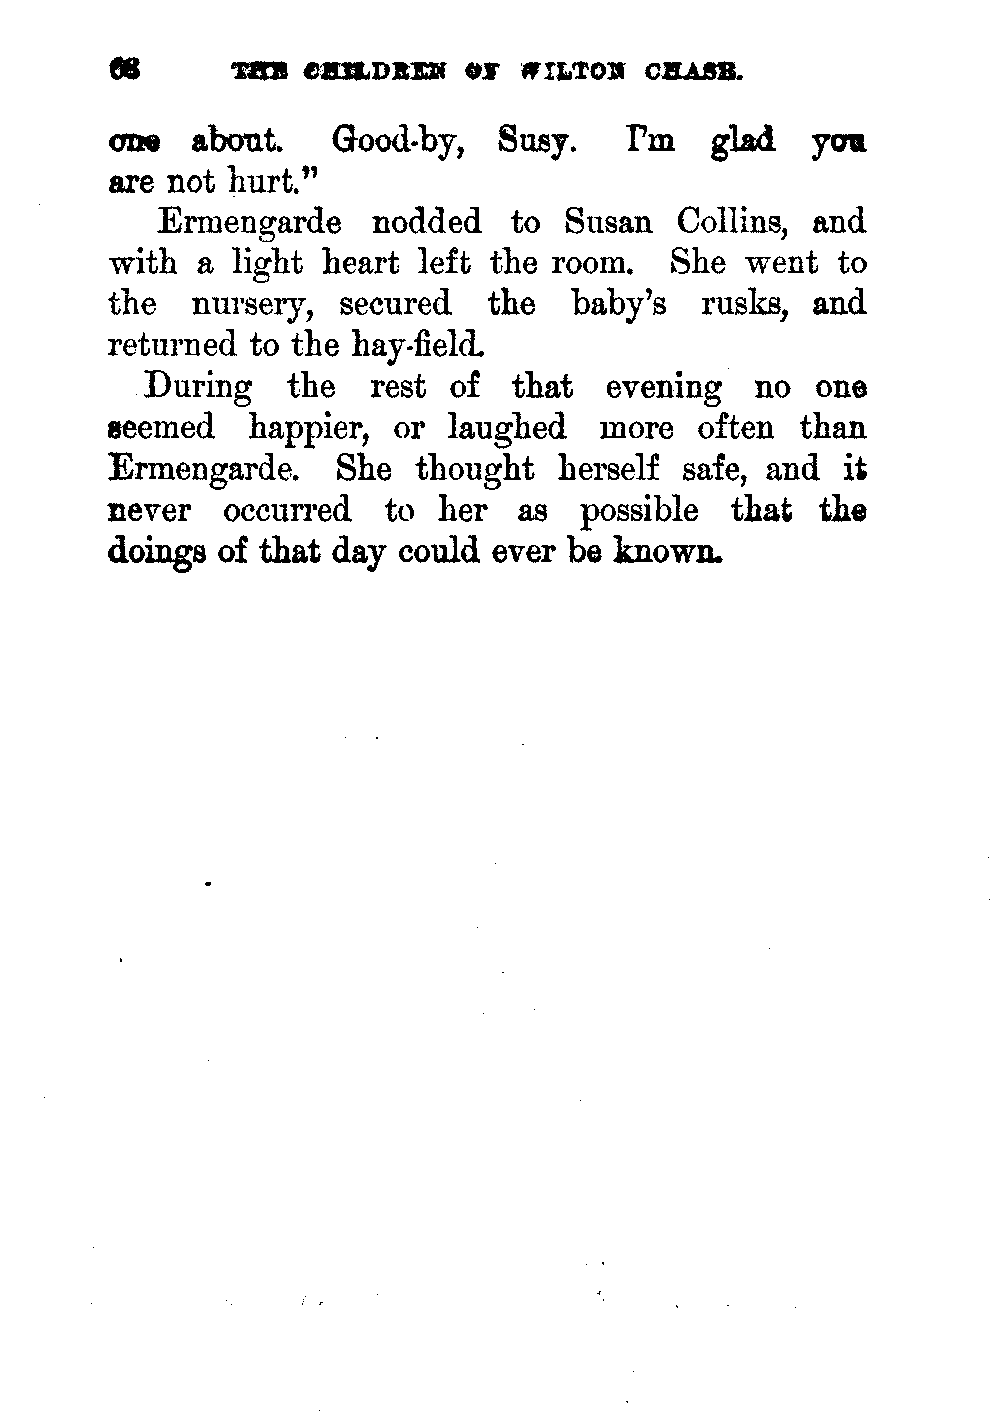 68 THE CHILDREN OF WILTON CHASE.
one about. Good-by, Susy. I'm glad you
are not hurt."
Ermengarde nodded to Susan Collins, and
with a light heart left the room. She went to
the nursery, secured the baby's rusks, and
returned to the hay-field.
During the rest of that evening no one
seemed happier, or laughed more often than
Ermengarde. She thought herself safe, and it
never occurred to her as possible that the
doings of that day could ever be known.